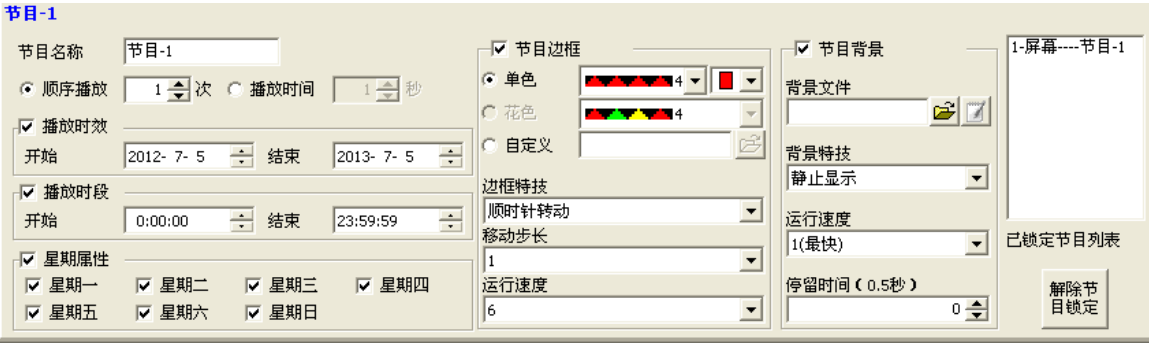 节目-1
节目名称 节目-1
顺序播放 1 次 播放时间 1 秒
播放时效
开始 2012- 7- 5 结束 2013- 7- 5
播放时段
开始 0:00:00 结束 23:59:59
星期属性
星期一 星期二 星期三 星期四
星期五 星期六 星期日
节目边框
单色 4
花色 4
自定义
边框特技
顺时针转动
移动步长
1
运行速度
6
节目背景
背景文件
背景特技
静止显示
运行速度
1(最快)
停留时间(0.5秒)
0
1-屏幕----节目-1
已锁定节目列表
解除节
目锁定